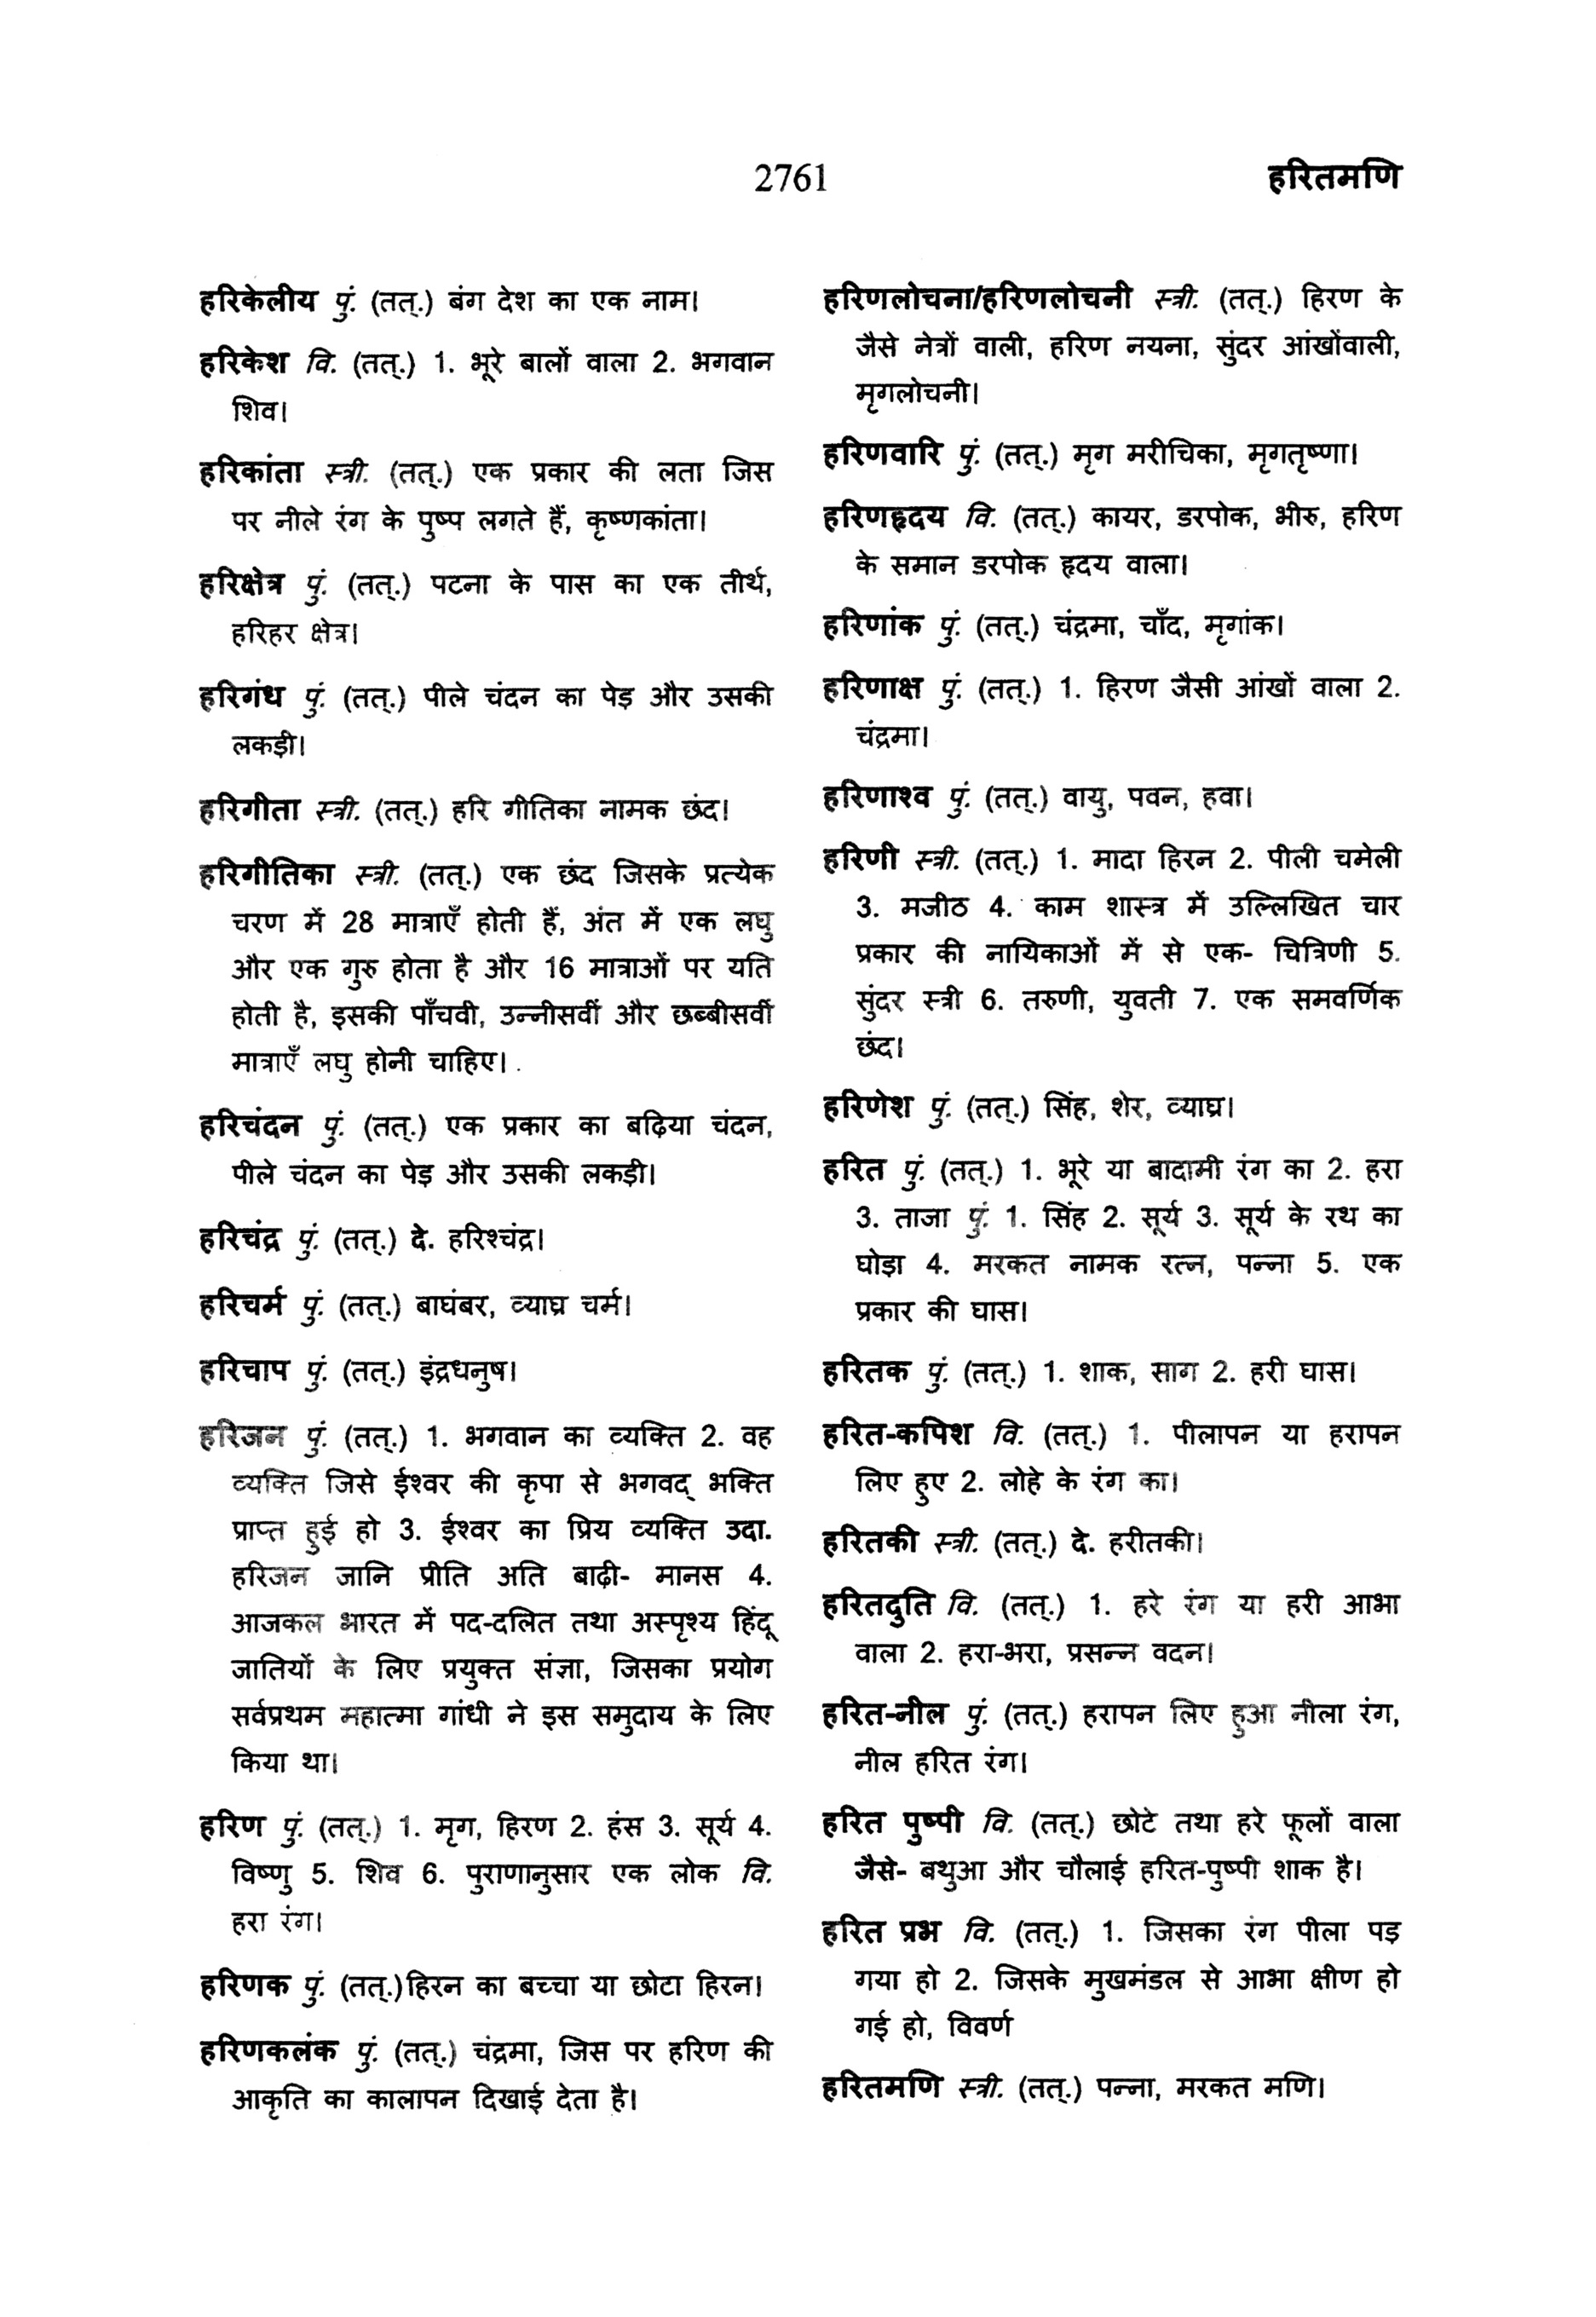 2761
हरितमणि
हरिकेलीय पुं. (तत्.) बंग देश का एक नाम।
हरिकेश वि. (तत्.) 1. भूरे बालों वाला 2. भगवान
शिव।
हरिकांता स्त्री. (तत्.) एक प्रकार की लता जिस
पर नीले रंग के पुष्प लगते हैं, कृष्णकांता।
हरिक्षेत्र पुं. (तत्.) पटना के पास का एक तीर्थ,
हरिहर क्षेत्र।
हरिगंध पुं. (तत्.) पीले चंदन का पेड़ और उसकी
लकड़ी।
हरिगीता स्त्री. (तत्.) हरि गीतिका नामक छंद।
हरिगीतिका स्त्री. (तत्.) एक छंद जिसके प्रत्येक
चरण में 28 मात्राएँ होती हैं, अंत में एक लघु
और एक गुरु होता है और 16 मात्राओं पर यति
होती है, इसकी पाँचवी, उन्नीसवीं और छब्बीसवीं
मात्राएँ लघु होनी चाहिए।
हरिचंदन पुं. (तत्.) एक प्रकार का बढ़िया चंदन,
पीले चंदन का पेड़ और उसकी लकड़ी।
हरिचंद्र पुं. (तत्.) दे. हरिश्चंद्र।
हरिचर्म पुं. (तत्.) बाघंबर, व्याघ्र चर्म।
हरिचाप पुं. (तत्.) इंद्रधनुष।
हरिजन पुं. (तत्.) 1. भगवान का व्यक्ति 2. वह
व्यक्ति जिसे ईश्वर की कृपा से भगवद् भक्ति
प्राप्त हुई हो 3. ईश्वर का प्रिय व्यक्ति उदा.
हरिजन जानि प्रीति अति बाढ़ी- मानस 4.
आजकल भारत में पद-दलित तथा अस्पृश्य हिंदू
जातियों के लिए प्रयुक्त संज्ञा, जिसका प्रयोग
सर्वप्रथम महात्मा गांधी ने इस समुदाय के लिए
किया था।
हरिण पुं. (तत्.) 1. मृग, हिरण 2. हंस 3. सूर्य 4.
विष्णु 5. शिव 6. पुराणानुसार एक लोक वि.
हरा रंग।
हरिणक पुं. (तत्.)हिरन का बच्चा या छोटा हिरन।
हरिणकलंक पुं. (तत्.) चंद्रमा, जिस पर हरिण की
आकृति का कालापन दिखाई देता है।
हरिणलोचना/हरिणलोचनी स्त्री. (तत्.) हिरण के
जैसे नेत्रों वाली, हरिण नयना, सुंदर आंखोंवाली,
मृगलोचनी।
हरिणवारि पुं. (तत्.) मृग मरीचिका, मृगतृष्णा।
हरिणहृदय वि. (तत्.) कायर, डरपोक, भीरु, हरिण
के समान डरपोक हृदय वाला।
हरिणांक पुं. (तत्.) चंद्रमा, चाँद, मृगांक।
हरिणाक्ष पुं. (तत्.) 1. हिरण जैसी आंखों वाला 2.
चंद्रमा।
हरिणाश्व पुं. (तत्.) वायु, पवन, हवा।
हरिणी स्त्री. (तत्.) 1. मादा हिरन 2. पीली चमेली
3. मजीठ 4. काम शास्त्र में उल्लिखित चार
प्रकार की नायिकाओं में से एक- चित्रिणी 5.
सुंदर स्त्री 6. तरुणी, युवती 7. एक समवर्णिक
छंद।
हरिणेश पुं. (तत्.) सिंह, शेर, व्याघ्र।
हरित पुं. (तत्.) 1. भूरे या बादामी रंग का 2. हरा
3. ताजा पुं. 1. सिंह 2. सूर्य 3. सूर्य के रथ का
घोड़ा 4. मरकत नामक रत्न, पन्ना 5. एक
प्रकार की घास।
हरितक पुं. (तत्.) 1. शाक, साग 2. हरी घास।
हरित-कपिश वि. (तत्.) 1. पीलापन या हरापन
लिए हुए 2. लोहे के रंग का।
हरितकी स्त्री. (तत्.) दे. हरीतकी।
हरितदुति वि. (तत्.) 1. हरे रंग या हरी आभा
वाला 2. हरा-भरा, प्रसन्न वदन।
हरित-नील पुं. (तत्.) हरापन लिए हुआ नीला रंग,
नील हरित रंग।
हरित पुष्पी वि. (तत्.) छोटे तथा हरे फूलों वाला
जैसे- बथुआ और चौलाई हरित-पुष्पी शाक है।
हरित प्रभ वि. (तत्.) 1. जिसका रंग पीला पड़
गया हो 2. जिसके मुखमंडल से आभा क्षीण हो
गई हो, विवर्ण
हरितमणि स्त्री. (तत्.) पन्ना, मरकत मणि।